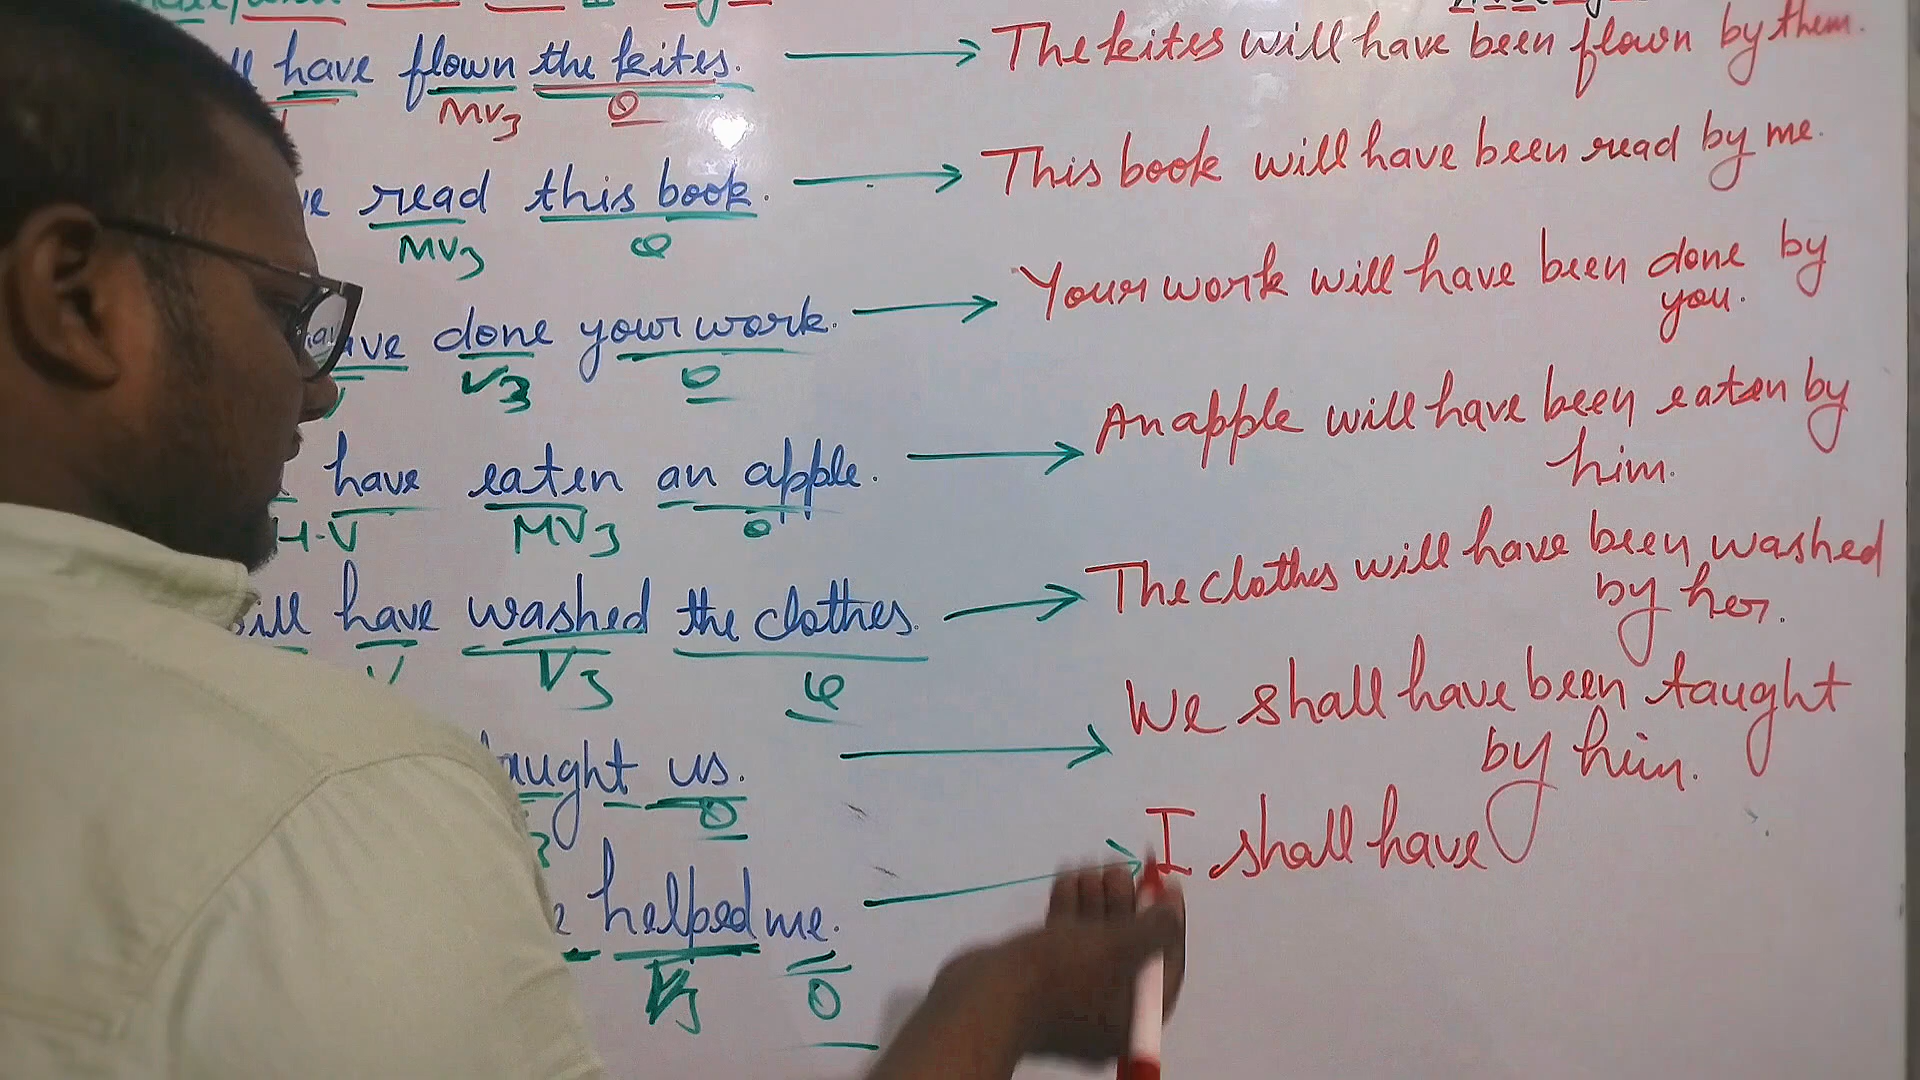 have flown the kites. → The kites will have been flown by them.
MV3 O
read this book. → This book will have been read by me.
MV3 O
have done your work. → Your work will have been done by
you.
V3 O
have eaten an apple. → An apple will have been eaten by
him.
H.V MV3 O
will have washed the clothes. → The clothes will have been washed
by her.
V V3 O
taught us. → We shall have been taught
by him.
3 O
helped me. → I shall have
V3 O